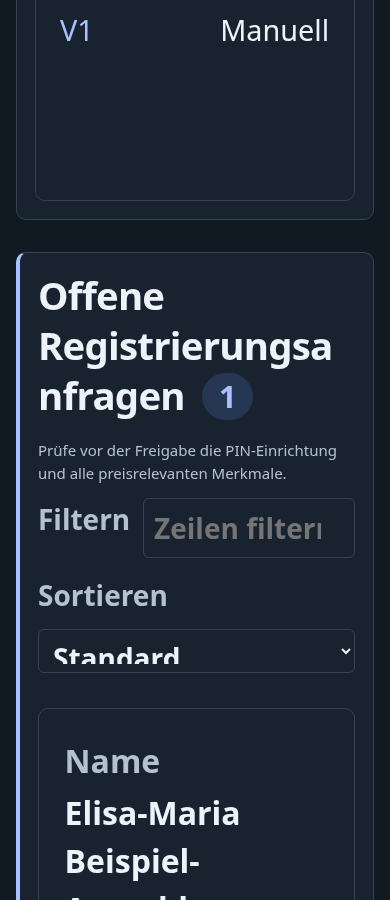 V1 Manuell
Offene
Registrierungsa
nfragen 1
Prüfe vor der Freigabe die PIN-Einrichtung
und alle preisrelevanten Merkmale.
Filtern Zeilen filtern
Sortieren
Standard
Name
Elisa-Maria
Beispiel-